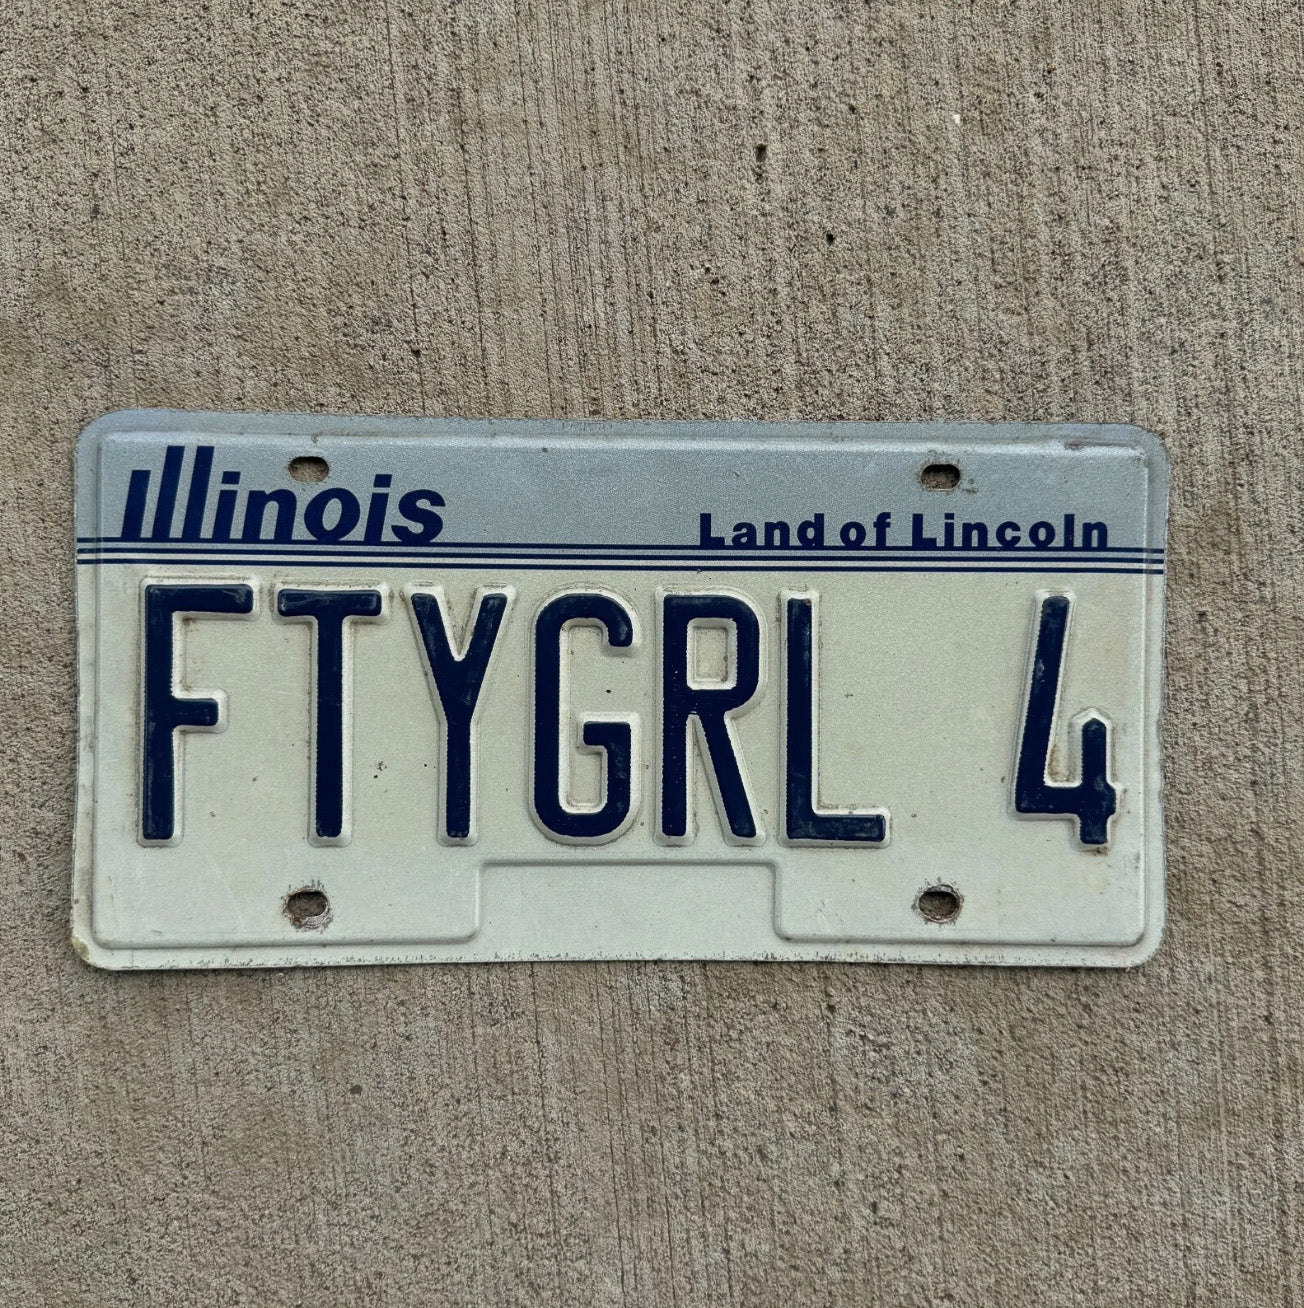 Illinois
Land of Lincoln
FTYGRL 4